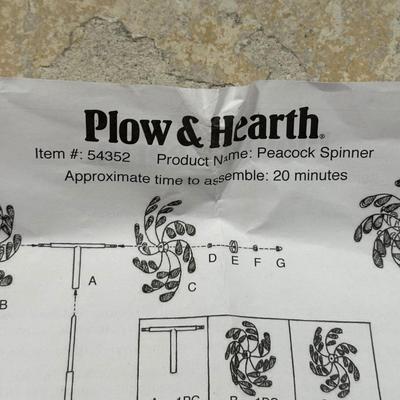 Plow & Hearth®
Item #: 54352 Product Name: Peacock Spinner
Approximate time to assemble: 20 minutes
D E F G
A
C
B